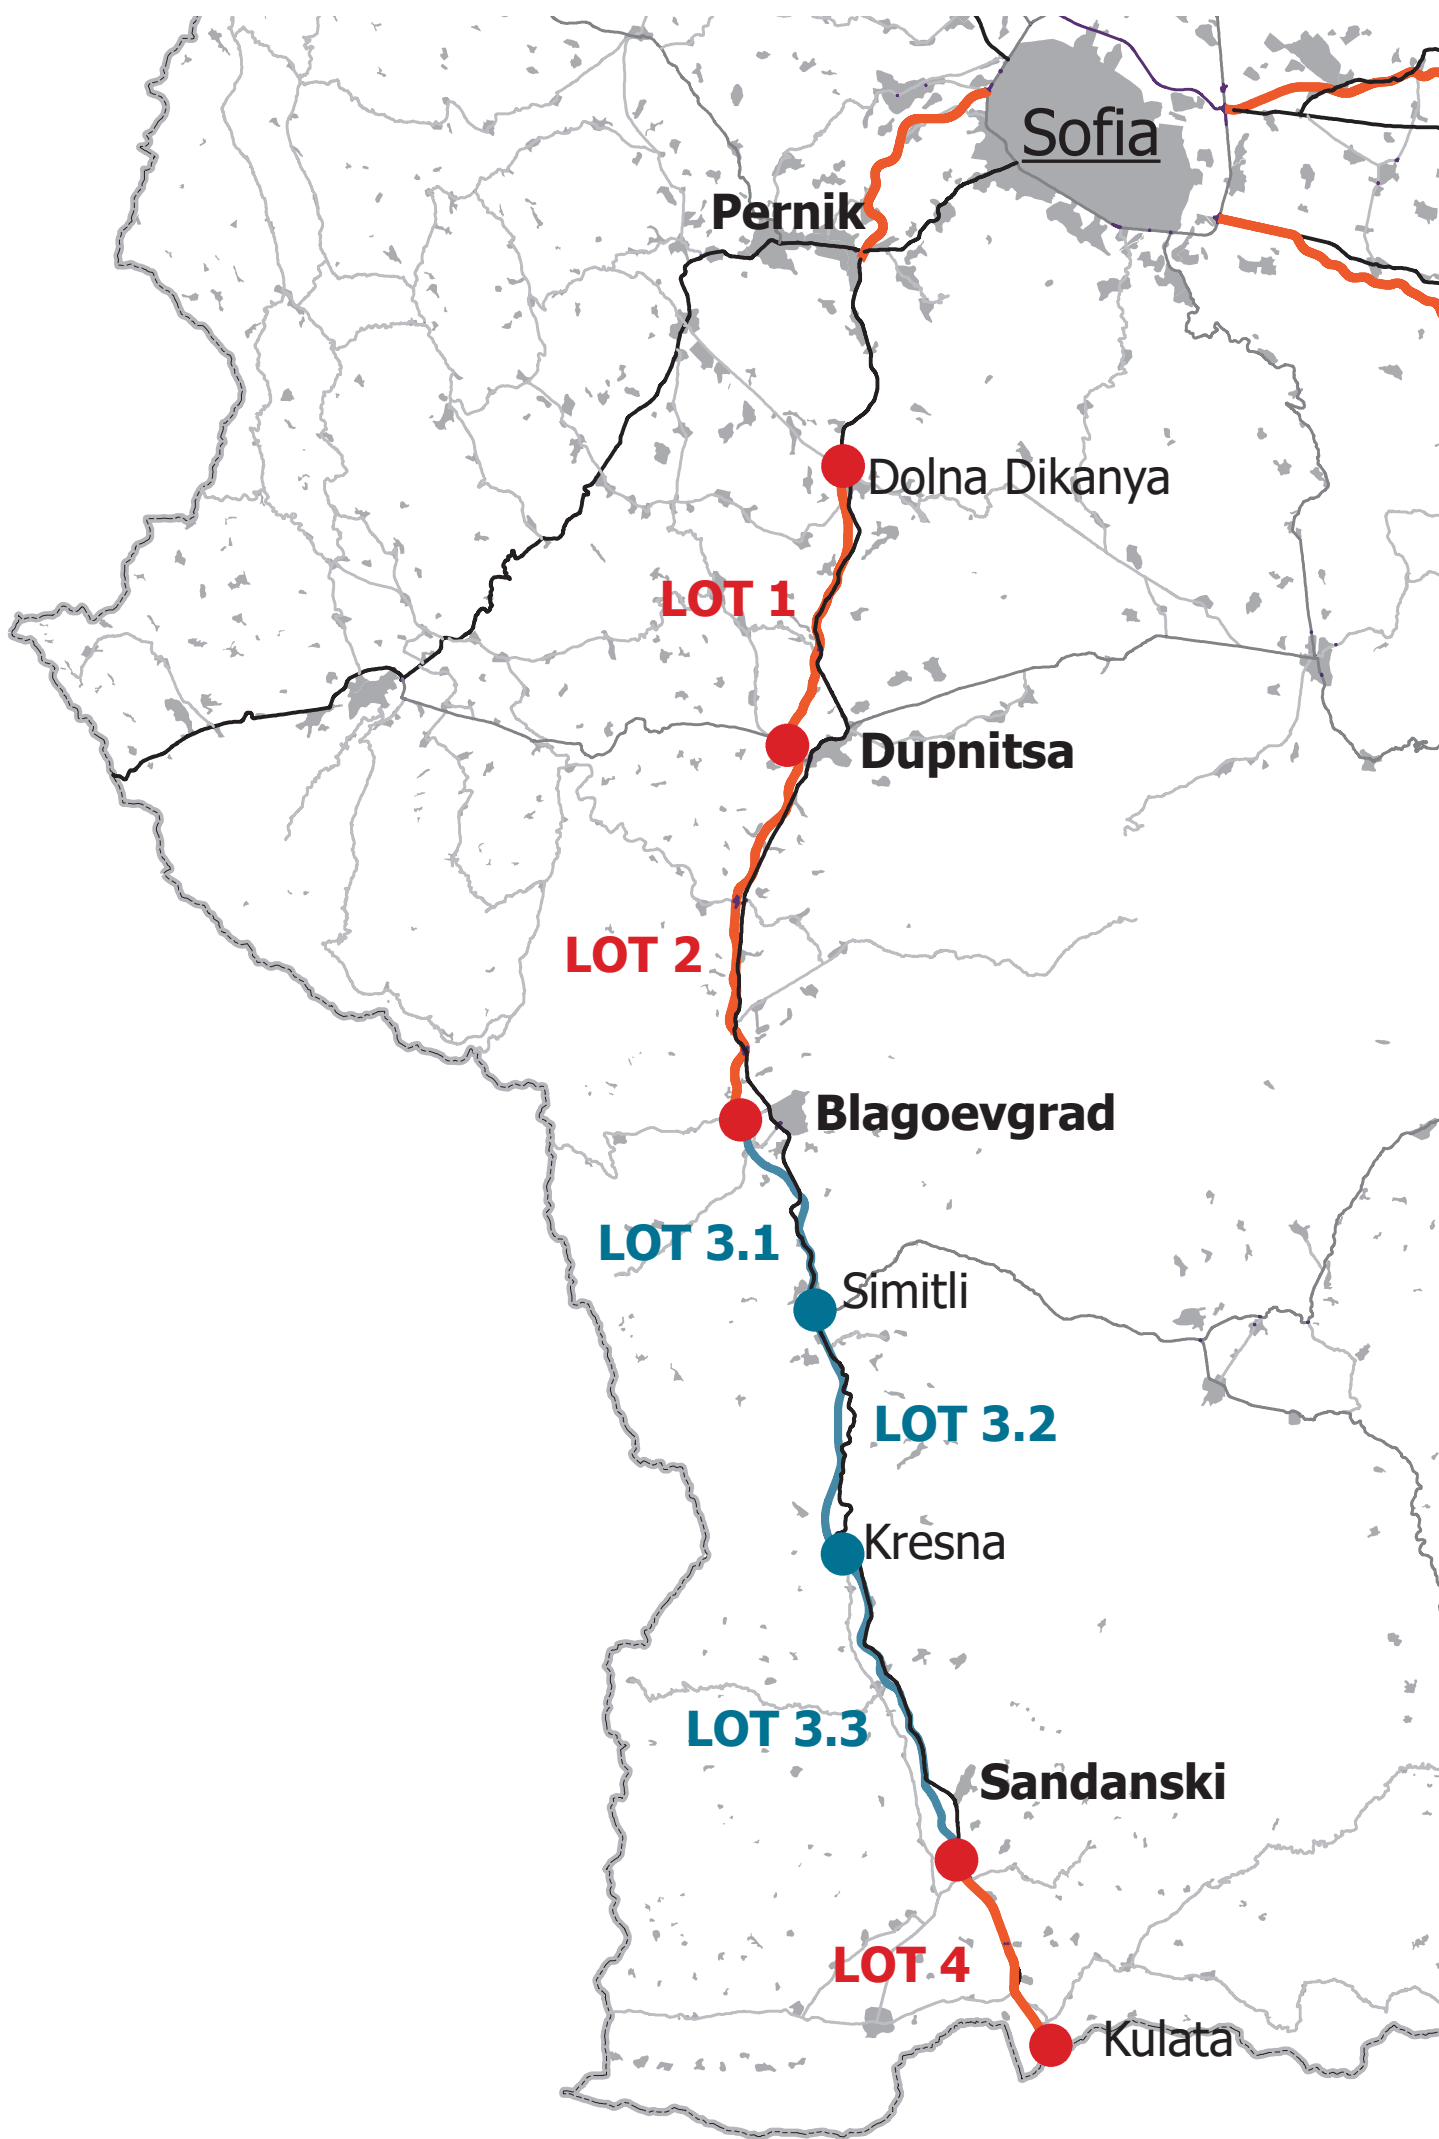 Sofia
Pernik
Dolna Dikanya
LOT 1
Dupnitsa
LOT 2
Blagoevgrad
LOT 3.1
Simitli
LOT 3.2
Kresna
LOT 3.3
Sandanski
LOT 4
Kulata